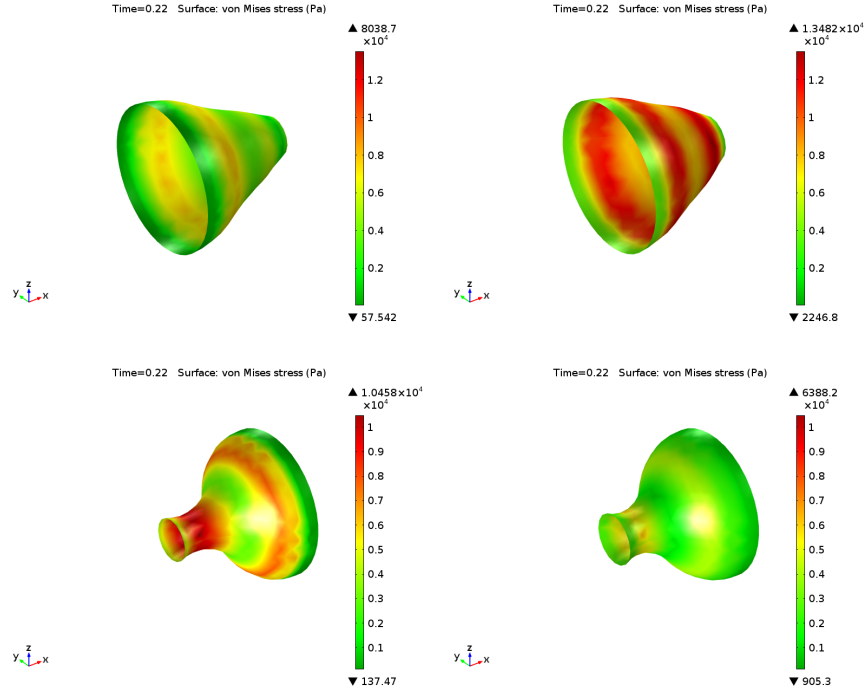 Time=0.22 Surface: von Mises stress (Pa)
▲ 8038.7
×10⁴
1.2
1
0.8
0.6
0.4
0.2
▼ 57.542
z
y
x
Time=0.22 Surface: von Mises stress (Pa)
▲ 1.3482×10⁴
×10⁴
1.2
1
0.8
0.6
0.4
0.2
▼ 2246.8
z
y
x
Time=0.22 Surface: von Mises stress (Pa)
▲ 1.0458×10⁴
×10⁴
1
0.9
0.8
0.7
0.6
0.5
0.4
0.3
0.2
0.1
▼ 137.47
z
y
x
Time=0.22 Surface: von Mises stress (Pa)
▲ 6388.2
×10⁴
1
0.9
0.8
0.7
0.6
0.5
0.4
0.3
0.2
0.1
▼ 905.3
z
y
x